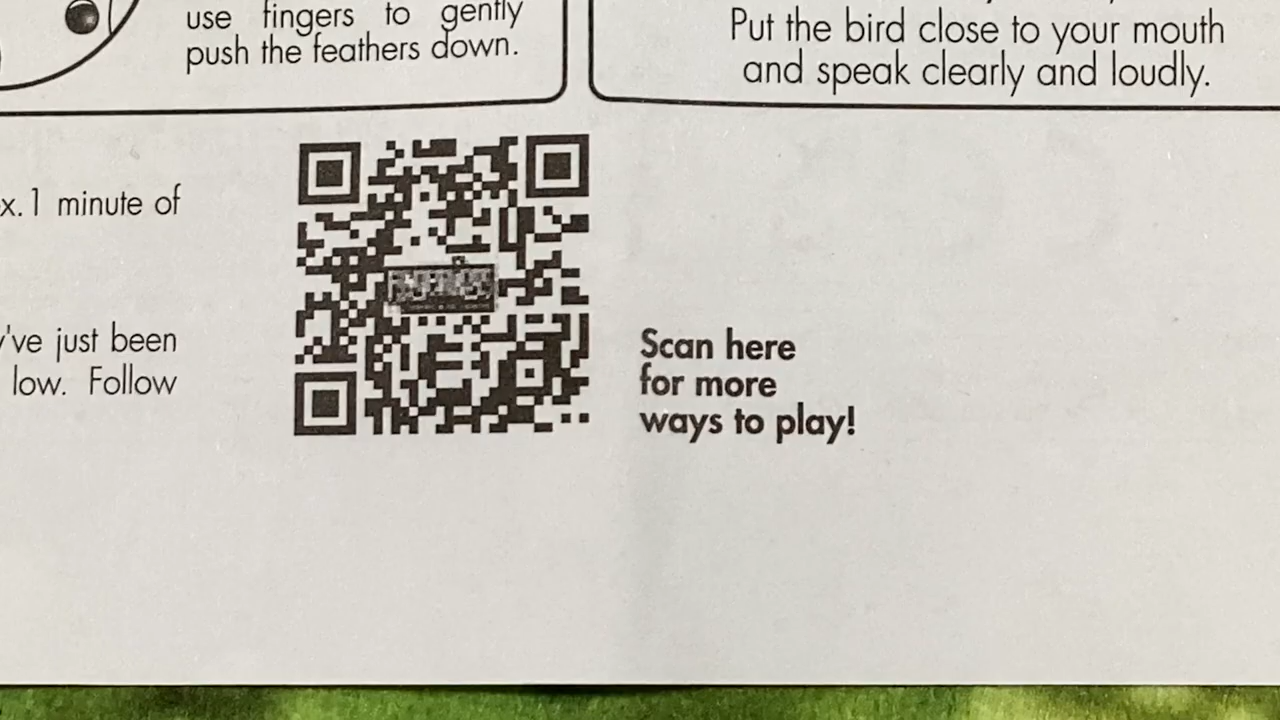 use fingers to gently
push the feathers down.
Put the bird close to your mouth
and speak clearly and loudly.
x. 1 minute of
've just been
low. Follow
Scan here
for more
ways to play!